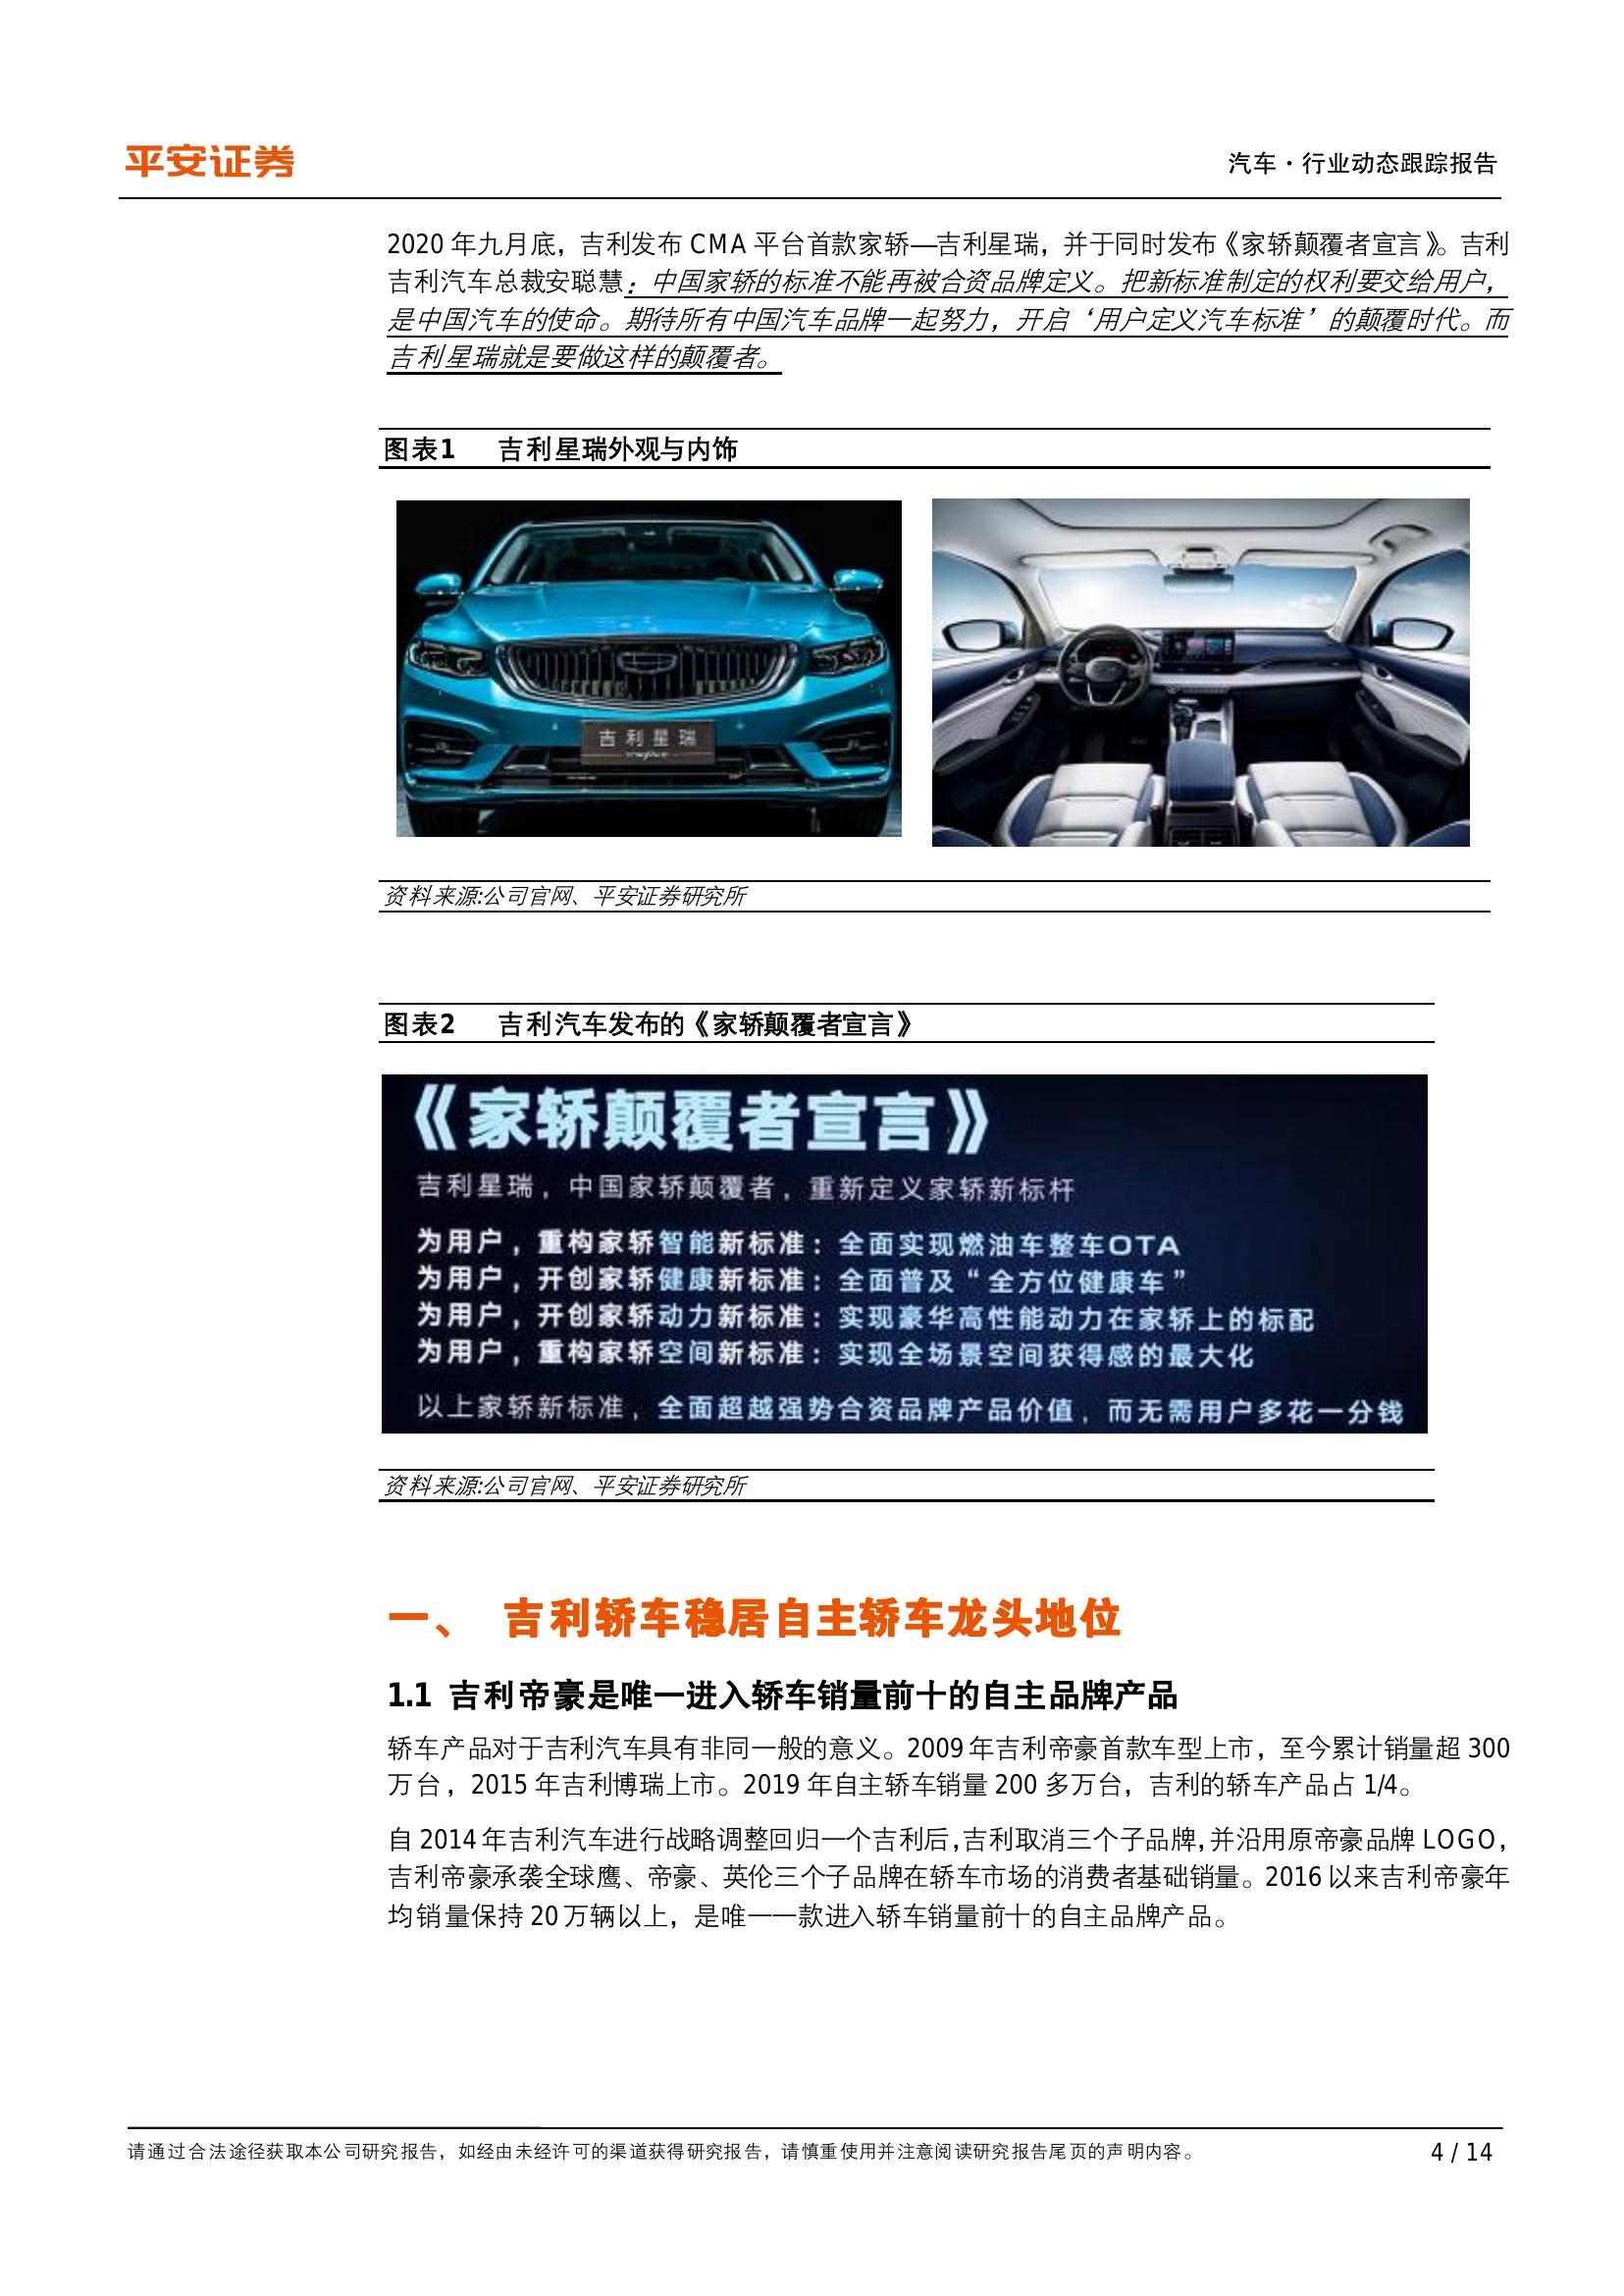 平安证券
汽车·行业动态跟踪报告
2020 年九月底，吉利发布 CMA 平台首款家轿—吉利星瑞，并于同时发布《家轿颠覆者宣言》。吉利
吉利汽车总裁安聪慧：中国家轿的标准不能再被合资品牌定义。把新标准制定的权利要交给用户，
是中国汽车的使命。期待所有中国汽车品牌一起努力，开启‘用户定义汽车标准’的颠覆时代。而
吉利星瑞就是要做这样的颠覆者。
图表1 吉利星瑞外观与内饰
吉利星瑞
资料来源:公司官网、平安证券研究所
图表2 吉利汽车发布的《家轿颠覆者宣言》
《家轿颠覆者宣言》
吉利星瑞，中国家轿颠覆者，重新定义家轿新标杆
为用户，重构家轿智能新标准：全面实现燃油车整车OTA
为用户，开创家轿健康新标准：全面普及“全方位健康车”
为用户，开创家轿动力新标准：实现豪华高性能动力在家轿上的标配
为用户，重构家轿空间新标准：实现全场景空间获得感的最大化
以上家轿新标准，全面超越强势合资品牌产品价值，而无需用户多花一分钱
资料来源:公司官网、平安证券研究所
一、 吉利轿车稳居自主轿车龙头地位
1.1 吉利帝豪是唯一进入轿车销量前十的自主品牌产品
轿车产品对于吉利汽车具有非同一般的意义。2009 年吉利帝豪首款车型上市，至今累计销量超 300
万台，2015 年吉利博瑞上市。2019 年自主轿车销量 200 多万台，吉利的轿车产品占 1/4。
自 2014 年吉利汽车进行战略调整回归一个吉利后，吉利取消三个子品牌，并沿用原帝豪品牌 LOGO，
吉利帝豪承袭全球鹰、帝豪、英伦三个子品牌在轿车市场的消费者基础销量。2016 以来吉利帝豪年
均销量保持 20 万辆以上，是唯一一款进入轿车销量前十的自主品牌产品。
请通过合法途径获取本公司研究报告，如经由未经许可的渠道获得研究报告，请慎重使用并注意阅读研究报告尾页的声明内容。
4 / 14